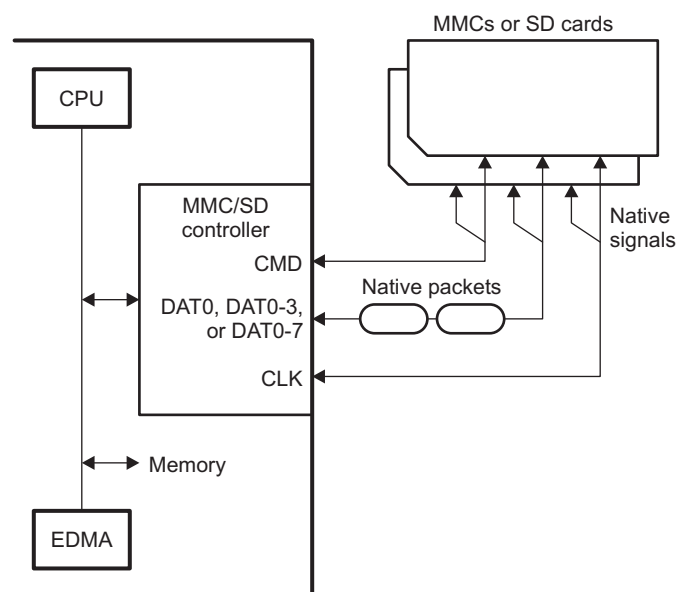 MMCs or SD cards
CPU
MMC/SD
controller
Native
signals
CMD
Native packets
DAT0, DAT0-3,
or DAT0-7
CLK
Memory
EDMA